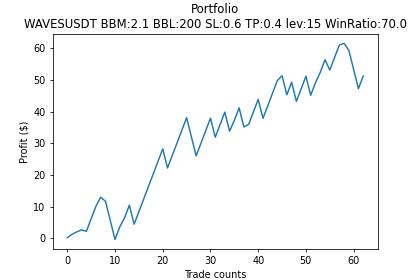 Portfolio
WAVESUSDT BBM:2.1 BBL:200 SL:0.6 TP:0.4 lev:15 WinRatio:70.0
60
50
40
30
20
10
0
Profit ($)
0 10 20 30 40 50 60
Trade counts